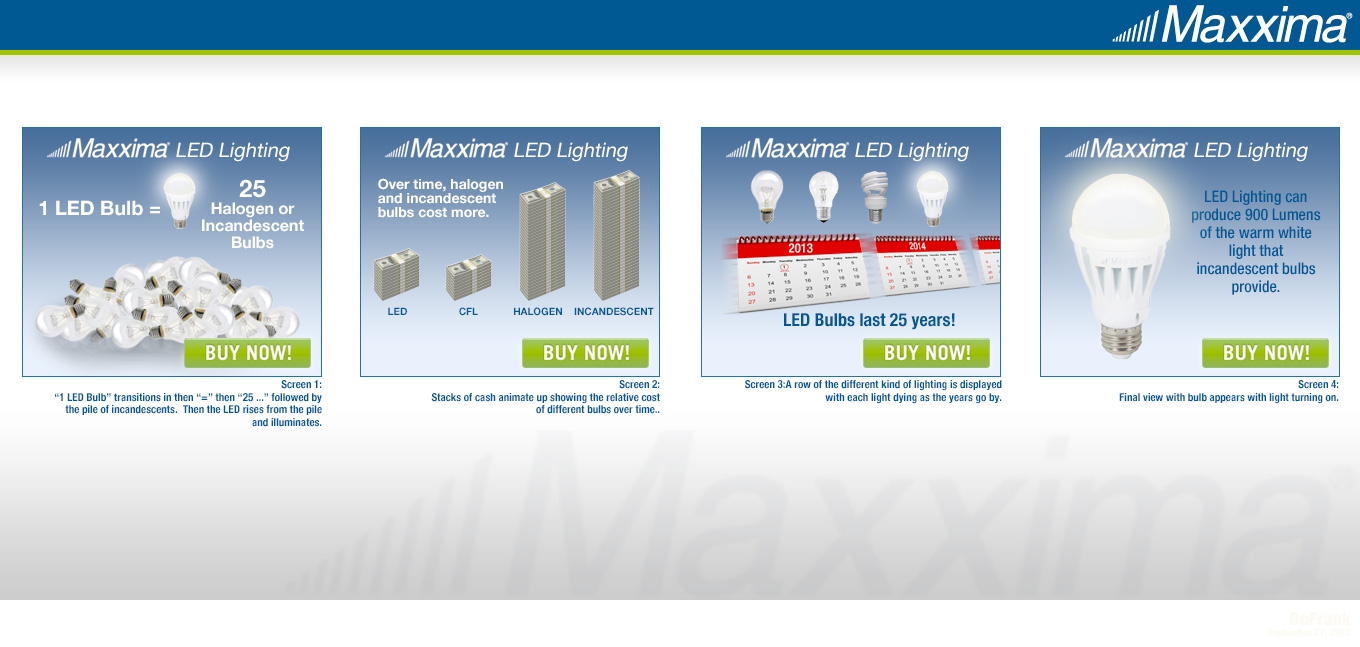 Maxxima®
Maxxima® LED Lighting
1 LED Bulb =
25
Halogen or
Incandescent
Bulbs
BUY NOW!
Screen 1:
“1 LED Bulb” transitions in then “=” then “25 ...” followed by
the pile of incandescents. Then the LED rises from the pile
and illuminates.
Maxxima® LED Lighting
Over time, halogen
and incandescent
bulbs cost more.
LED
CFL
HALOGEN
INCANDESCENT
BUY NOW!
Screen 2:
Stacks of cash animate up showing the relative cost
of different bulbs over time..
Maxxima® LED Lighting
2013
2014
LED Bulbs last 25 years!
BUY NOW!
Screen 3:A row of the different kind of lighting is displayed
with each light dying as the years go by.
Maxxima® LED Lighting
LED Lighting can
produce 900 Lumens
of the warm white
light that
incandescent bulbs
provide.
BUY NOW!
Screen 4:
Final view with bulb appears with light turning on.
Maxxima®